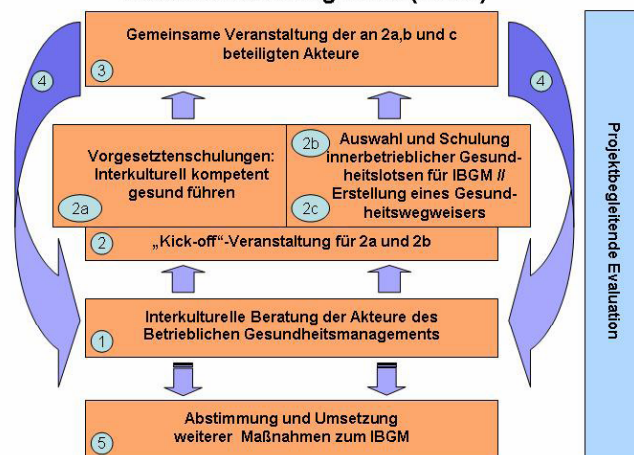 Gemeinsame Veranstaltung der an 2a,b und c
beteiligten Akteure
3
4
4
Vorgesetztenschulungen:
Interkulturell kompetent
gesund führen
2a
2b
Auswahl und Schulung
innerbetrieblicher Gesund-
heitslotsen für IBGM //
Erstellung eines Gesund-
heitswegweisers
2c
2
„Kick-off“-Veranstaltung für 2a und 2b
Interkulturelle Beratung der Akteure des
Betrieblichen Gesundheitsmanagements
1
Abstimmung und Umsetzung
weiterer Maßnahmen zum IBGM
5
Projektbegleitende Evaluation